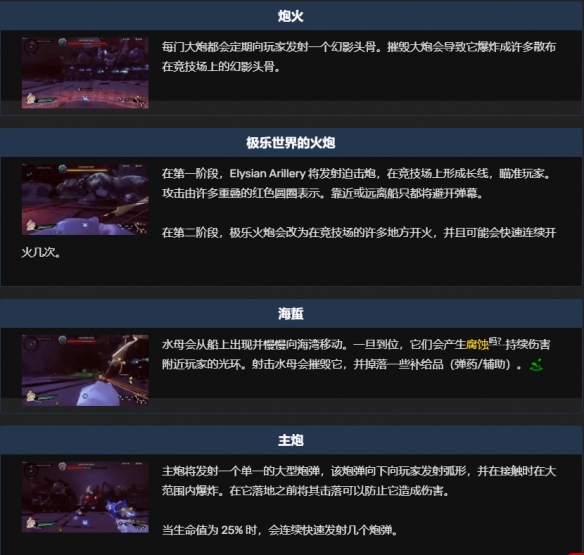 炮火
每门大炮都会定期向玩家发射一个幻影头骨。摧毁大炮会导致它爆炸成许多散布
在竞技场上的幻影头骨。
极乐世界的火炮
在第一阶段，Elysian Arillery 将发射迫击炮，在竞技场上形成长线，瞄准玩家。
攻击由许多重叠的红色圆圈表示。靠近或远离船只都将避开弹幕。
在第二阶段，极乐火炮会改为在竞技场的许多地方开火，并且可能会快速连续开
火几次。
海蜇
水母会从船上出现并慢慢向海湾移动。一旦到位，它们会产生腐蚀吗？持续伤害
附近玩家的光环。射击水母会摧毁它，并掉落一些补给品（弹药/辅助）。
主炮
主炮将发射一个单一的大型炮弹，该炮弹向下向玩家发射弧形，并在接触时在大
范围内爆炸。在它落地之前将其击落可以防止它造成伤害。
当生命值为 25% 时，会连续快速发射几个炮弹。